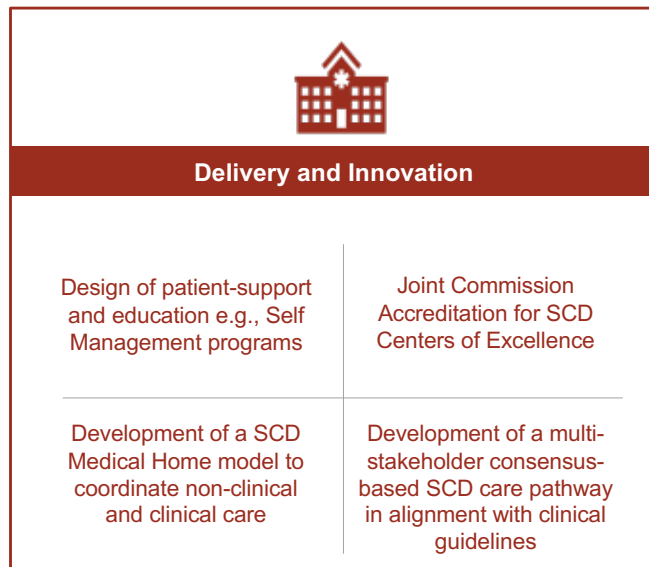 Delivery and Innovation
Design of patient-support
and education e.g., Self
Management programs
Joint Commission
Accreditation for SCD
Centers of Excellence
Development of a SCD
Medical Home model to
coordinate non-clinical
and clinical care
Development of a multi-
stakeholder consensus-
based SCD care pathway
in alignment with clinical
guidelines